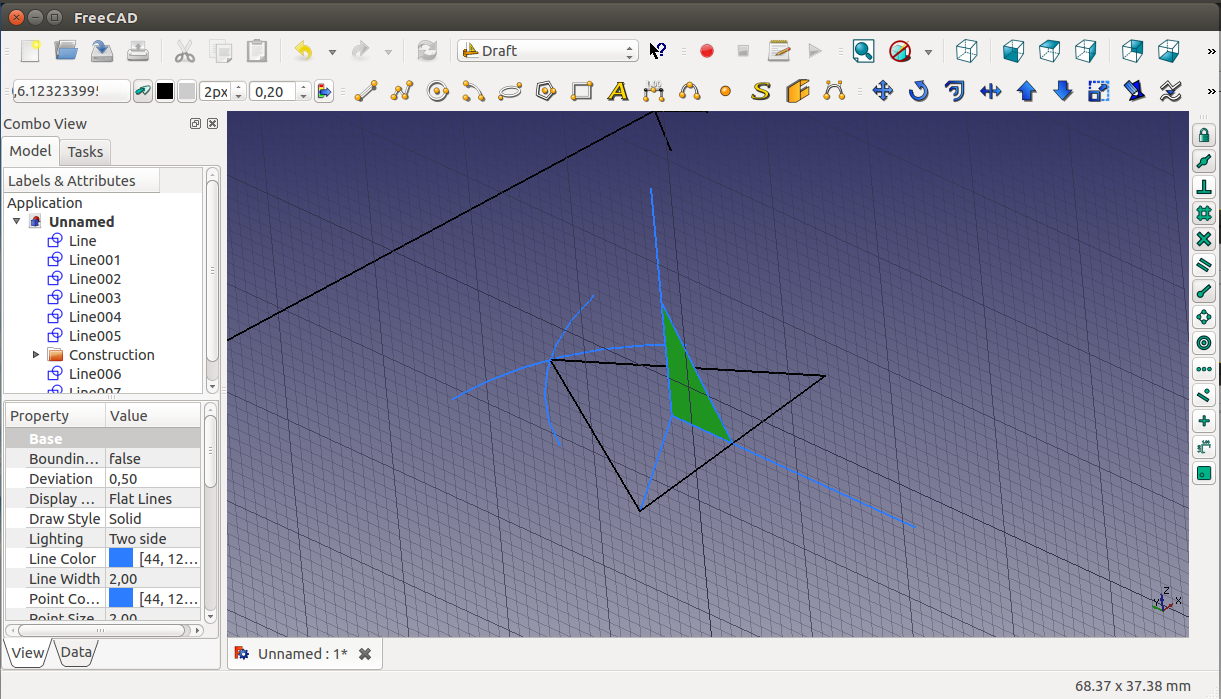 FreeCAD
Draft
,6.123233995
2px
0,20
Combo View
Model
Tasks
Labels & Attributes
Application
Unnamed
Line
Line001
Line002
Line003
Line004
Line005
Construction
Line006
Line007
Property Value
Base
Boundin... false
Deviation 0,50
Display ... Flat Lines
Draw Style Solid
Lighting Two side
Line Color [44, 12...
Line Width 2,00
Point Co... [44, 12...
Point Size 2,00
View
Data
Z
Y
X
Unnamed : 1*
68.37 x 37.38 mm